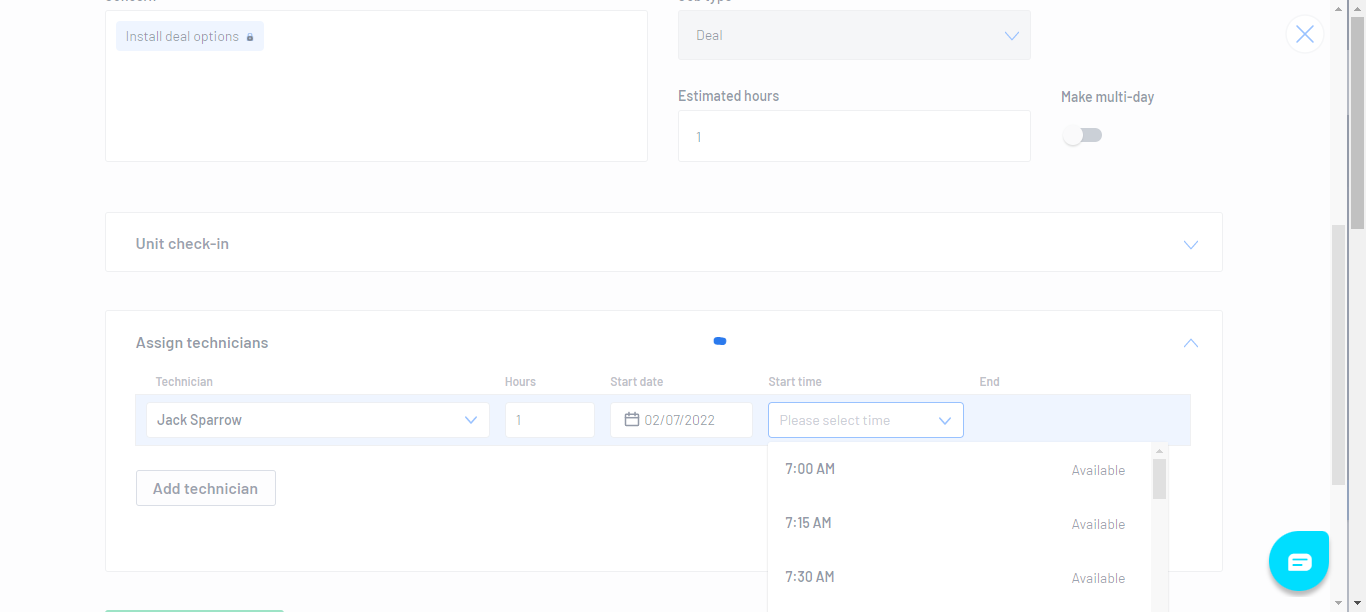 Install deal options
Deal
Estimated hours
Make multi-day
1
Unit check-in
Assign technicians
Technician Hours Start date Start time End
Jack Sparrow 1 02/07/2022 Please select time
7:00 AM Available
Add technician
7:15 AM Available
7:30 AM Available